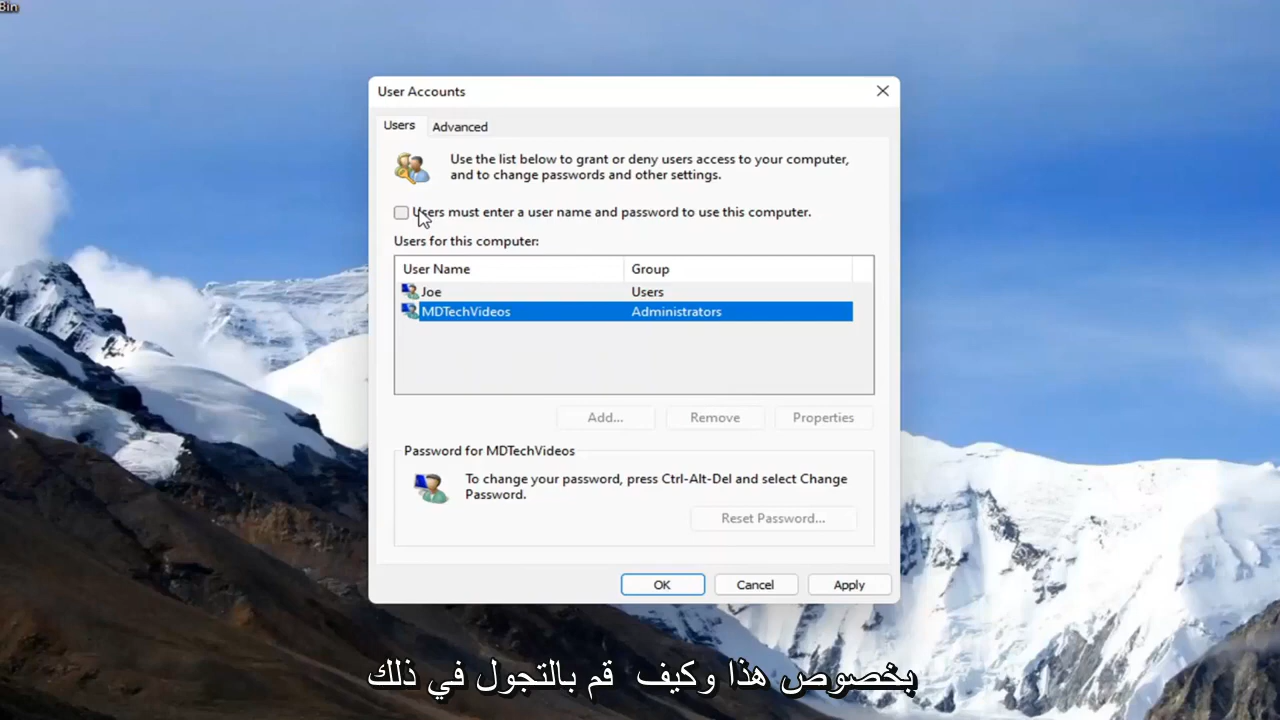 Bin
User Accounts
Users
Advanced
Use the list below to grant or deny users access to your computer,
and to change passwords and other settings.
Users must enter a user name and password to use this computer.
Users for this computer:
User Name
Group
Joe
Users
MDTechVideos
Administrators
Add...
Remove
Properties
Password for MDTechVideos
To change your password, press Ctrl-Alt-Del and select Change
Password.
Reset Password...
OK
Cancel
Apply
بخصوص هذا وكيف قم بالتجول في ذلك